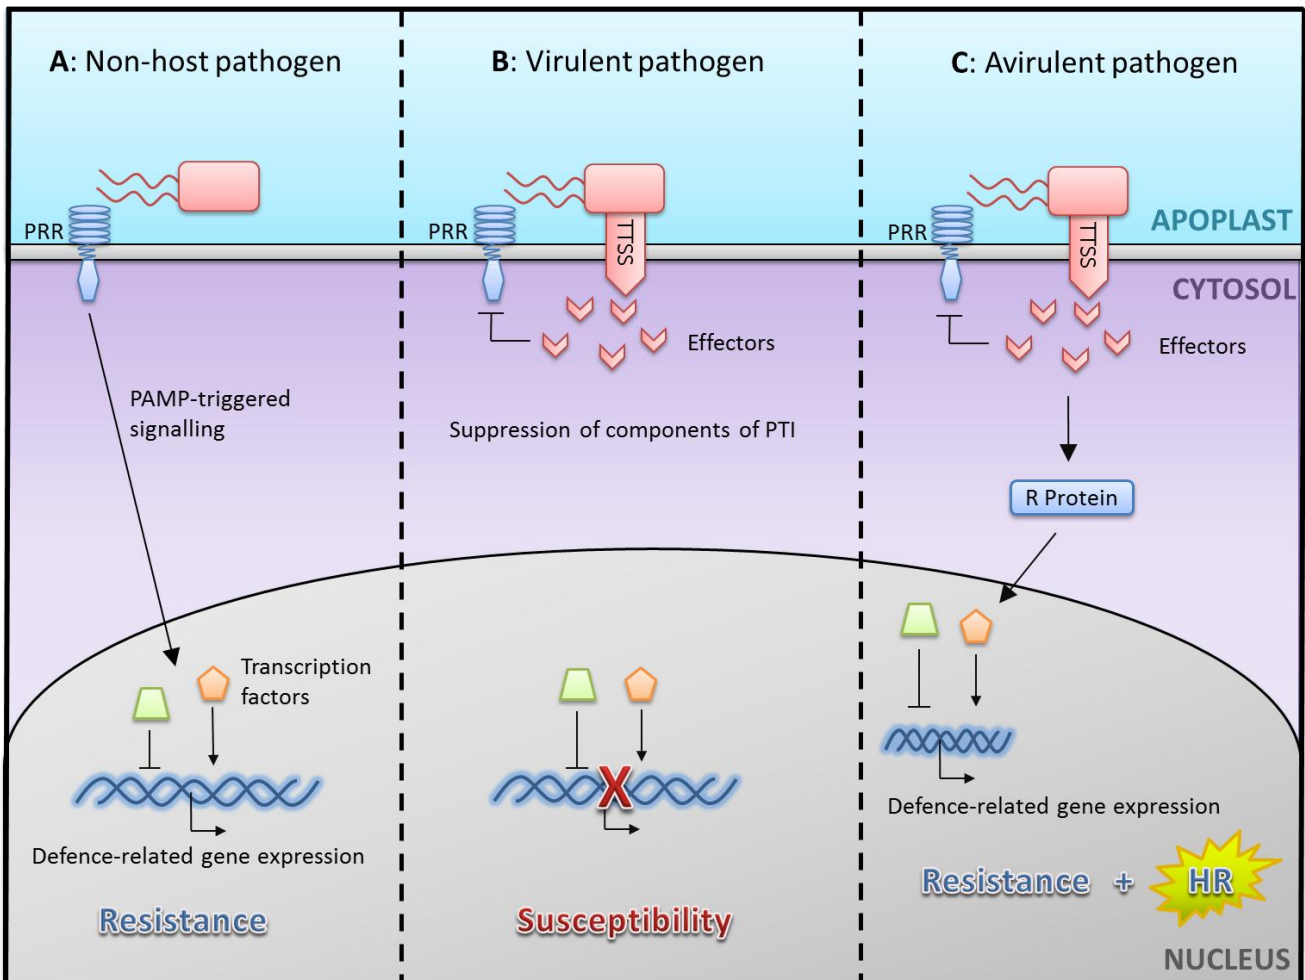 A: Non-host pathogen
PRR
PAMP-triggered
signalling
Transcription
factors
Defence-related gene expression
Resistance
B: Virulent pathogen
PRR
TTSS
Effectors
Suppression of components of PTI
X
Susceptibility
C: Avirulent pathogen
PRR
TTSS
APOPLAST
CYTOSOL
Effectors
R Protein
Defence-related gene expression
Resistance + HR
NUCLEUS